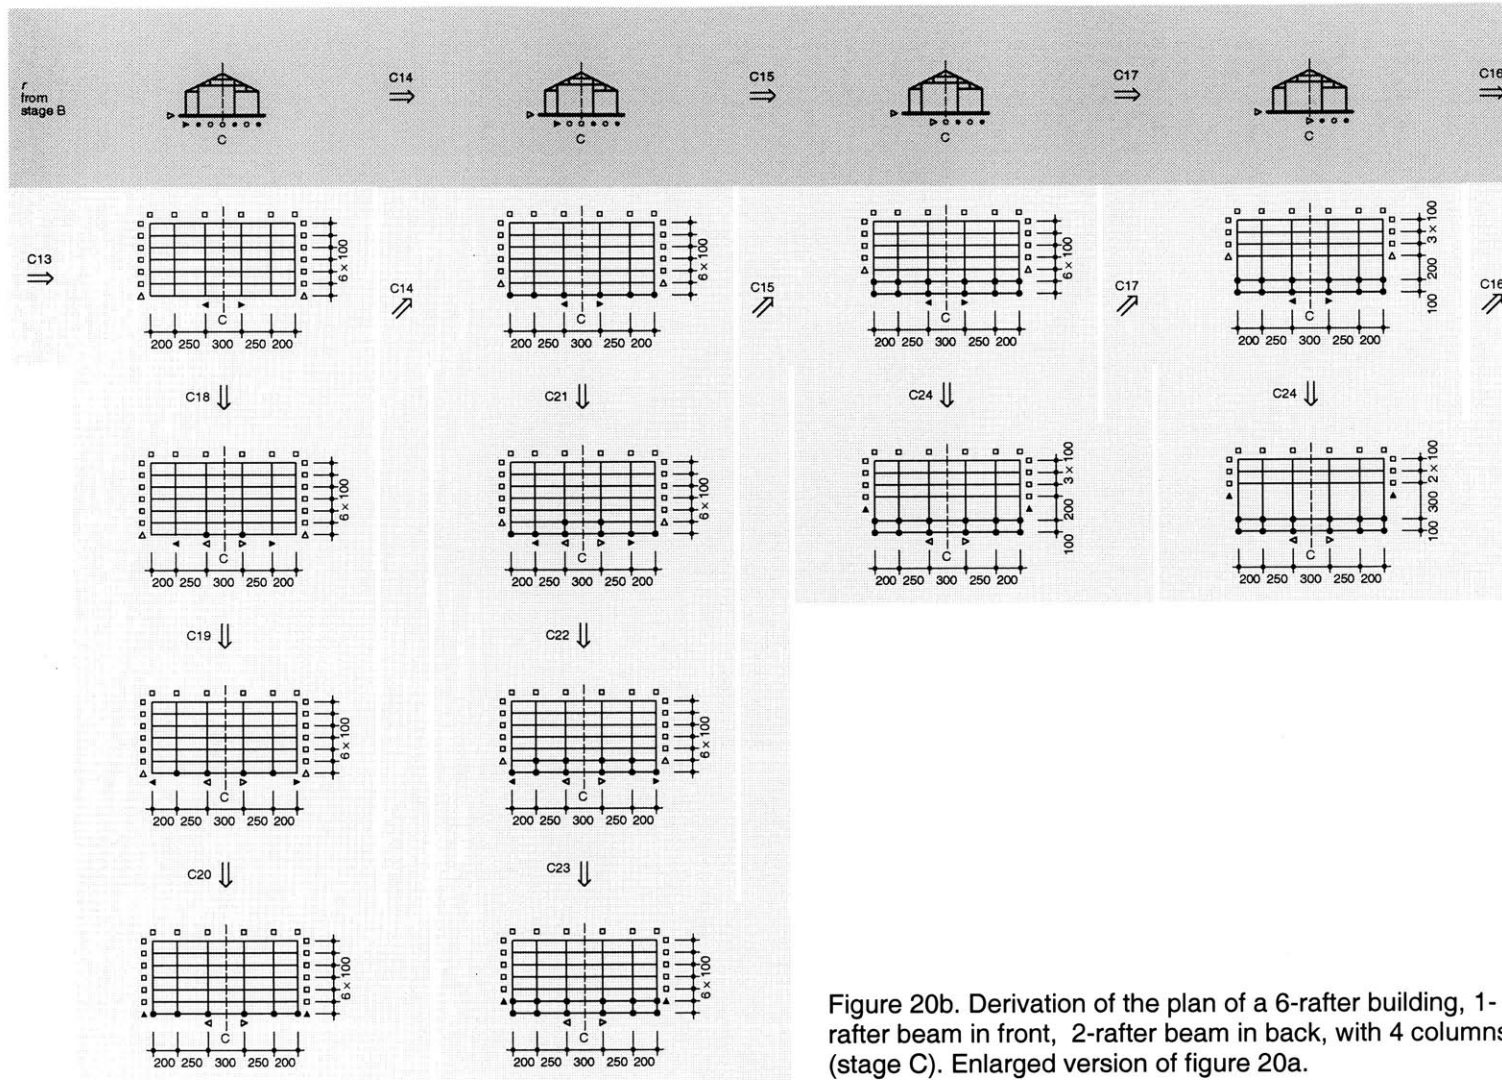 r
from
stage B
C14
C15
C17
C16
C
C
C
C
C13
6 × 100
C
200 250 300 250 200
C14
6 × 100
C
200 250 300 250 200
C15
6 × 100
C
200 250 300 250 200
C17
3 × 100
200
100
C
200 250 300 250 200
C16
C18
C21
C24
C24
6 × 100
C
200 250 300 250 200
6 × 100
C
200 250 300 250 200
3 × 100
200
100
C
200 250 300 250 200
2 × 100
300
100
C
200 250 300 250 200
C19
C22
6 × 100
C
200 250 300 250 200
6 × 100
C
200 250 300 250 200
C20
C23
6 × 100
C
200 250 300 250 200
6 × 100
C
200 250 300 250 200
Figure 20b. Derivation of the plan of a 6-rafter building, 1-
rafter beam in front, 2-rafter beam in back, with 4 columns
(stage C). Enlarged version of figure 20a.